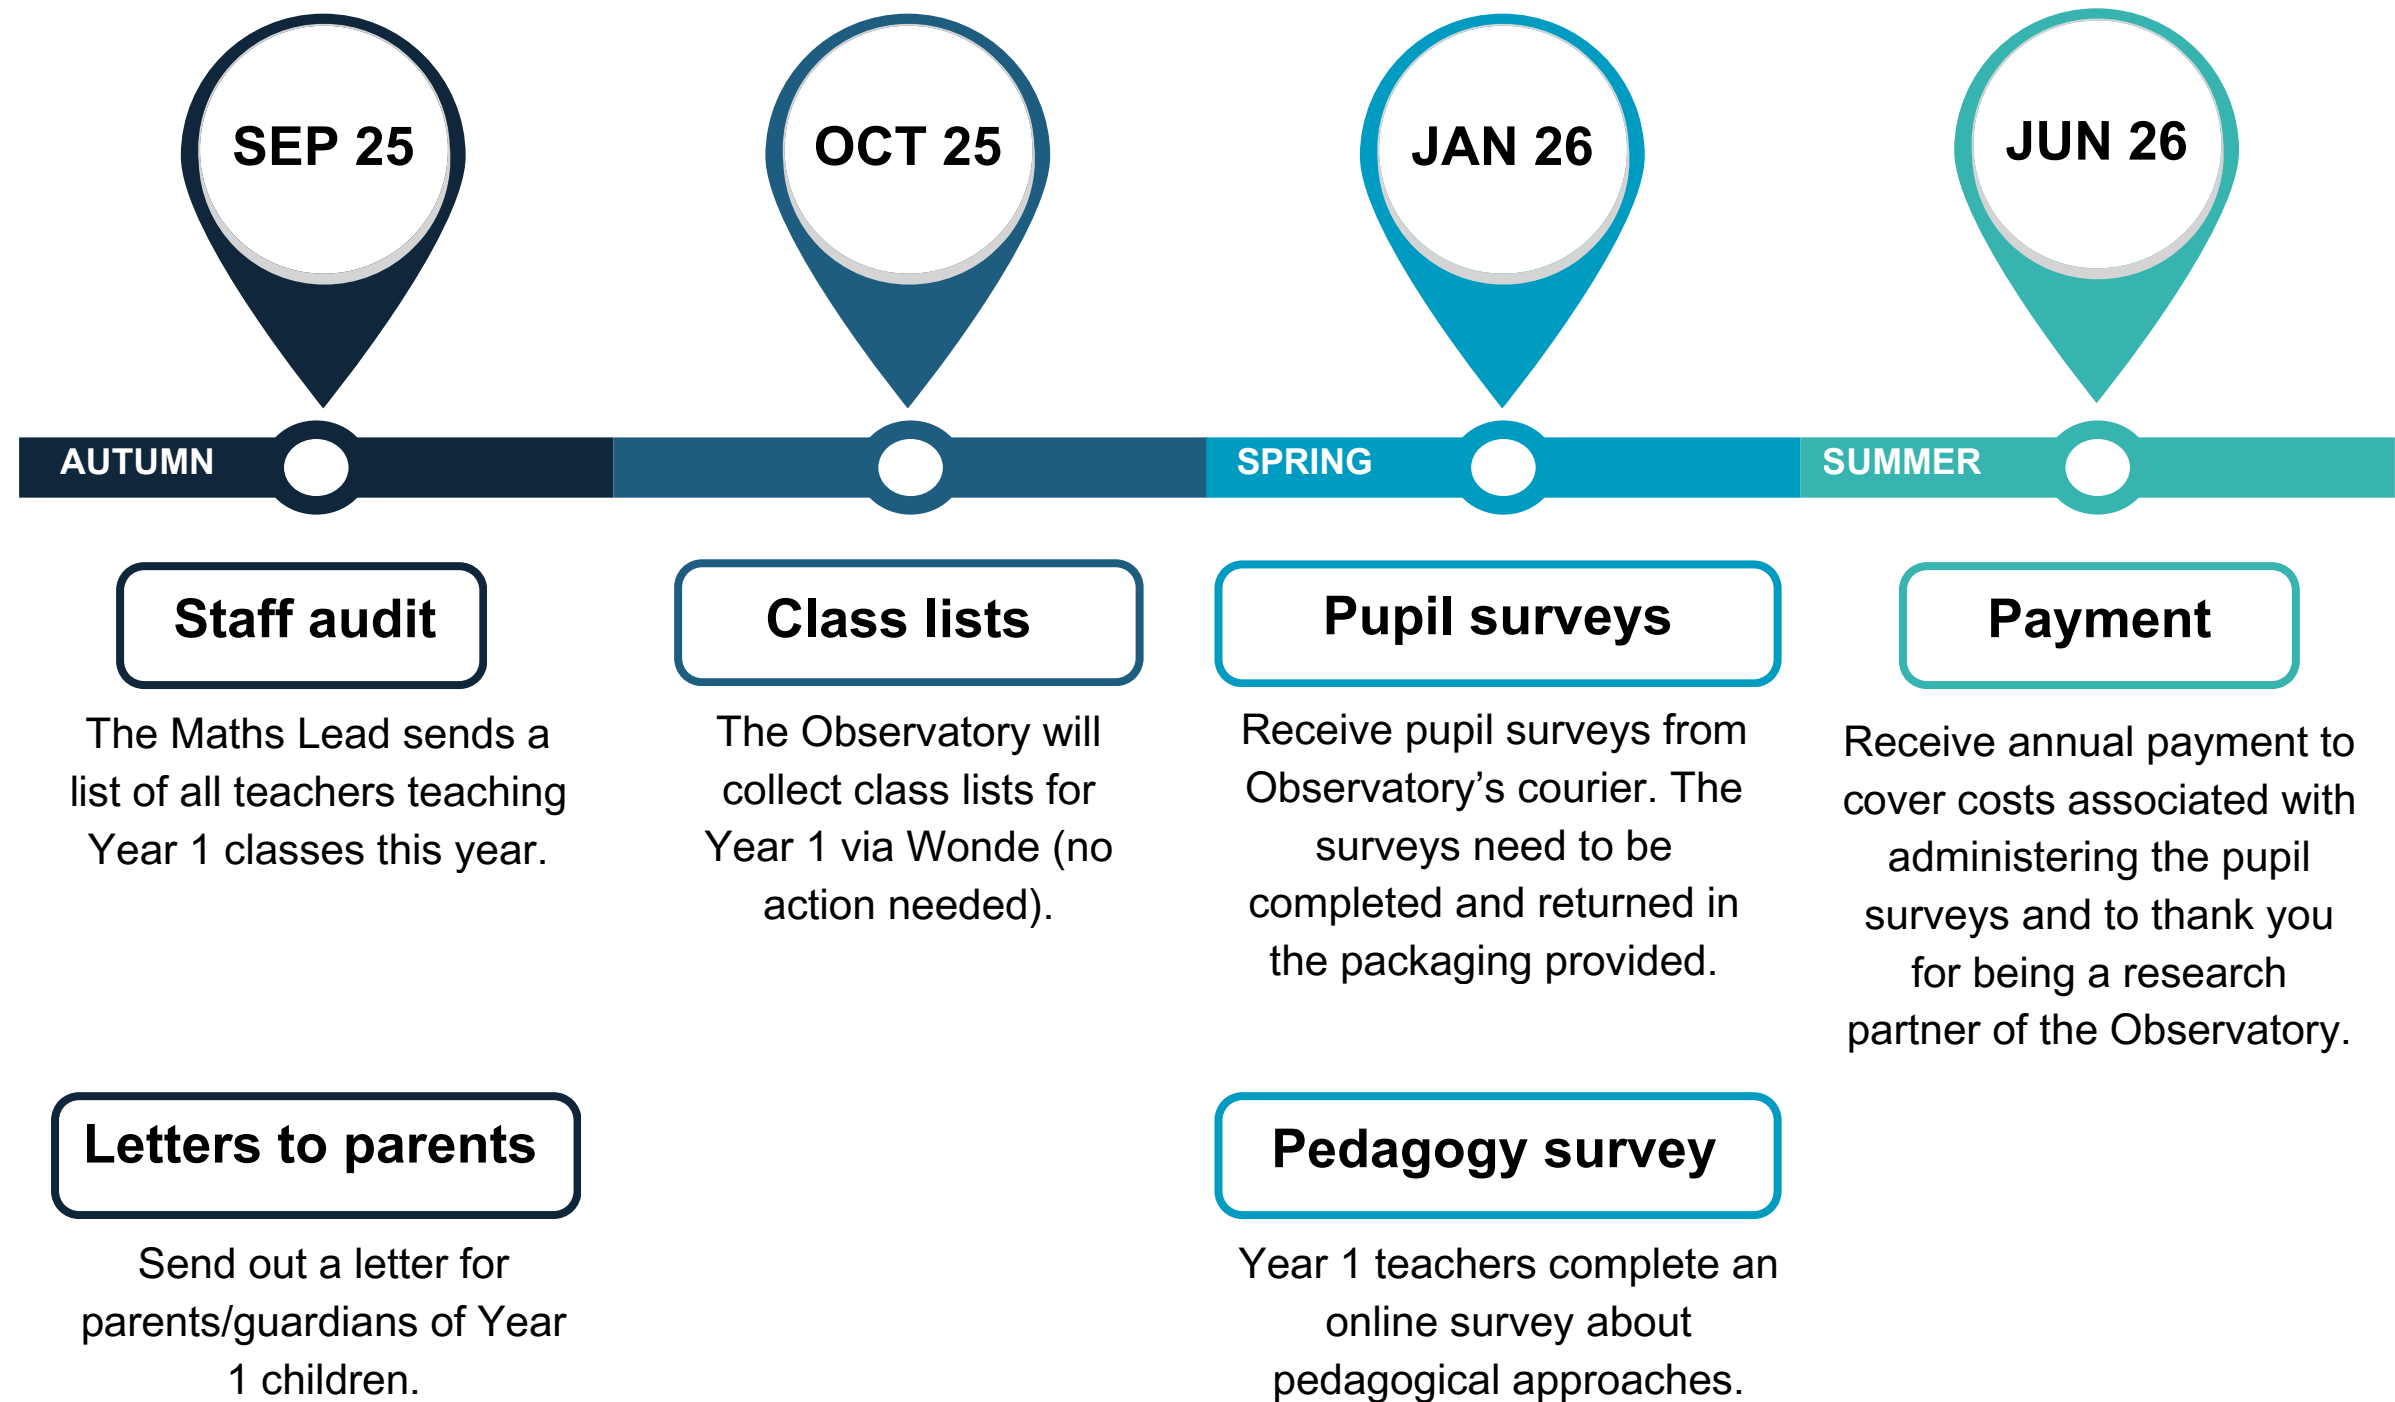 SEP 25
OCT 25
JAN 26
JUN 26
AUTUMN
SPRING
SUMMER
Staff audit
The Maths Lead sends a
list of all teachers teaching
Year 1 classes this year.
Letters to parents
Send out a letter for
parents/guardians of Year
1 children.
Class lists
The Observatory will
collect class lists for
Year 1 via Wonde (no
action needed).
Pupil surveys
Receive pupil surveys from
Observatory’s courier. The
surveys need to be
completed and returned in
the packaging provided.
Pedagogy survey
Year 1 teachers complete an
online survey about
pedagogical approaches.
Payment
Receive annual payment to
cover costs associated with
administering the pupil
surveys and to thank you
for being a research
partner of the Observatory.